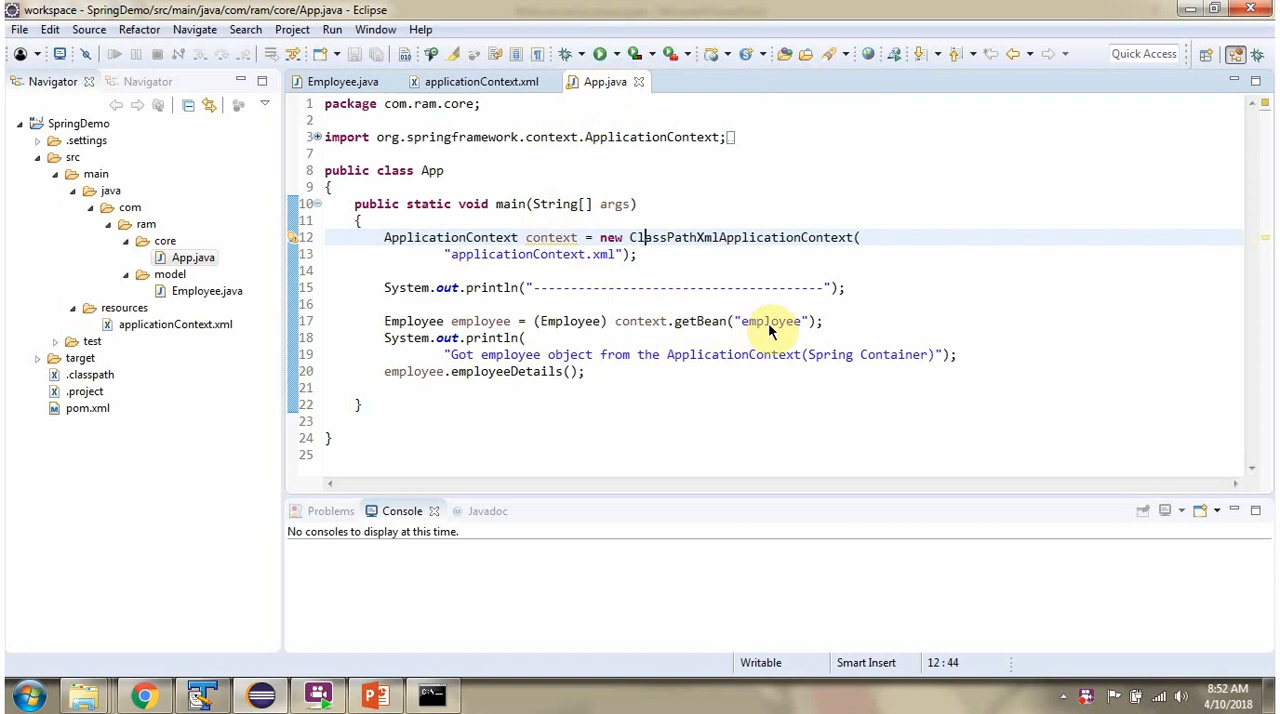 workspace - SpringDemo/src/main/java/com/ram/core/App.java - Eclipse
File Edit Source Refactor Navigate Search Project Run Window Help
Quick Access
Navigator Navigator
Employee.java applicationContext.xml App.java
SpringDemo
.settings
src
main
java
com
ram
core
App.java
model
Employee.java
resources
applicationContext.xml
test
target
.classpath
.project
pom.xml
1 package com.ram.core;
2
3 import org.springframework.context.ApplicationContext;
7
8 public class App
9 {
10 public static void main(String[] args)
11 {
12 ApplicationContext context = new ClassPathXmlApplicationContext(
13 "applicationContext.xml");
14
15 System.out.println("---------------------------------------");
16
17 Employee employee = (Employee) context.getBean("employee");
18 System.out.println(
19 "Got employee object from the ApplicationContext(Spring Container)");
20 employee.employeeDetails();
21
22 }
23
24 }
25
Problems Console Javadoc
No consoles to display at this time.
Writable Smart Insert 12 : 44
8:52 AM
4/10/2018